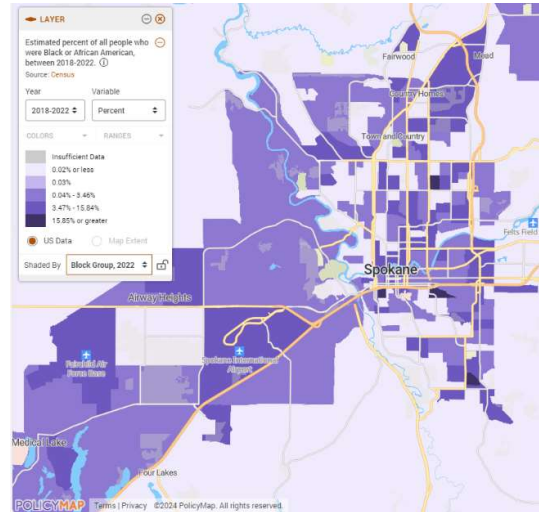 LAYER
Estimated percent of all people who
were Black or African American,
between 2018-2022.
Source: Census
Year Variable
2018-2022 Percent
COLORS RANGES
Insufficient Data
0.02% or less
0.03%
0.04% - 3.46%
3.47% - 15.84%
15.85% or greater
US Data Map Extent
Shaded By Block Group, 2022
Fairwood
Mead
Country Homes
Town and Country
Felts Field
Spokane
Airway Heights
Fairchild Air
Force Base
Spokane International
Airport
Medical Lake
Four Lakes
POLICYMAP Terms | Privacy ©2024 PolicyMap. All rights reserved.